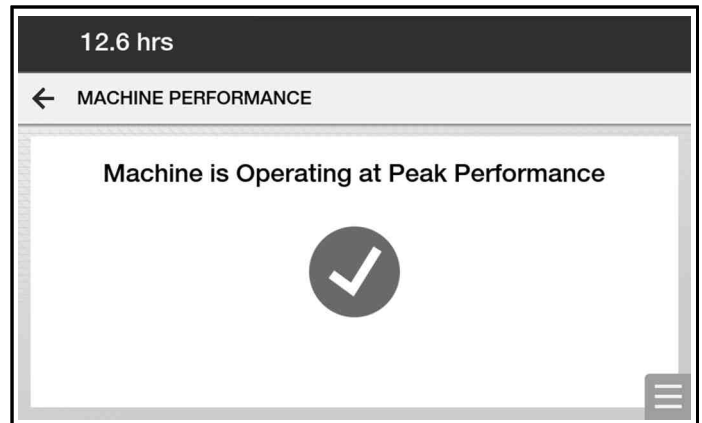 12.6 hrs
MACHINE PERFORMANCE
Machine is Operating at Peak Performance